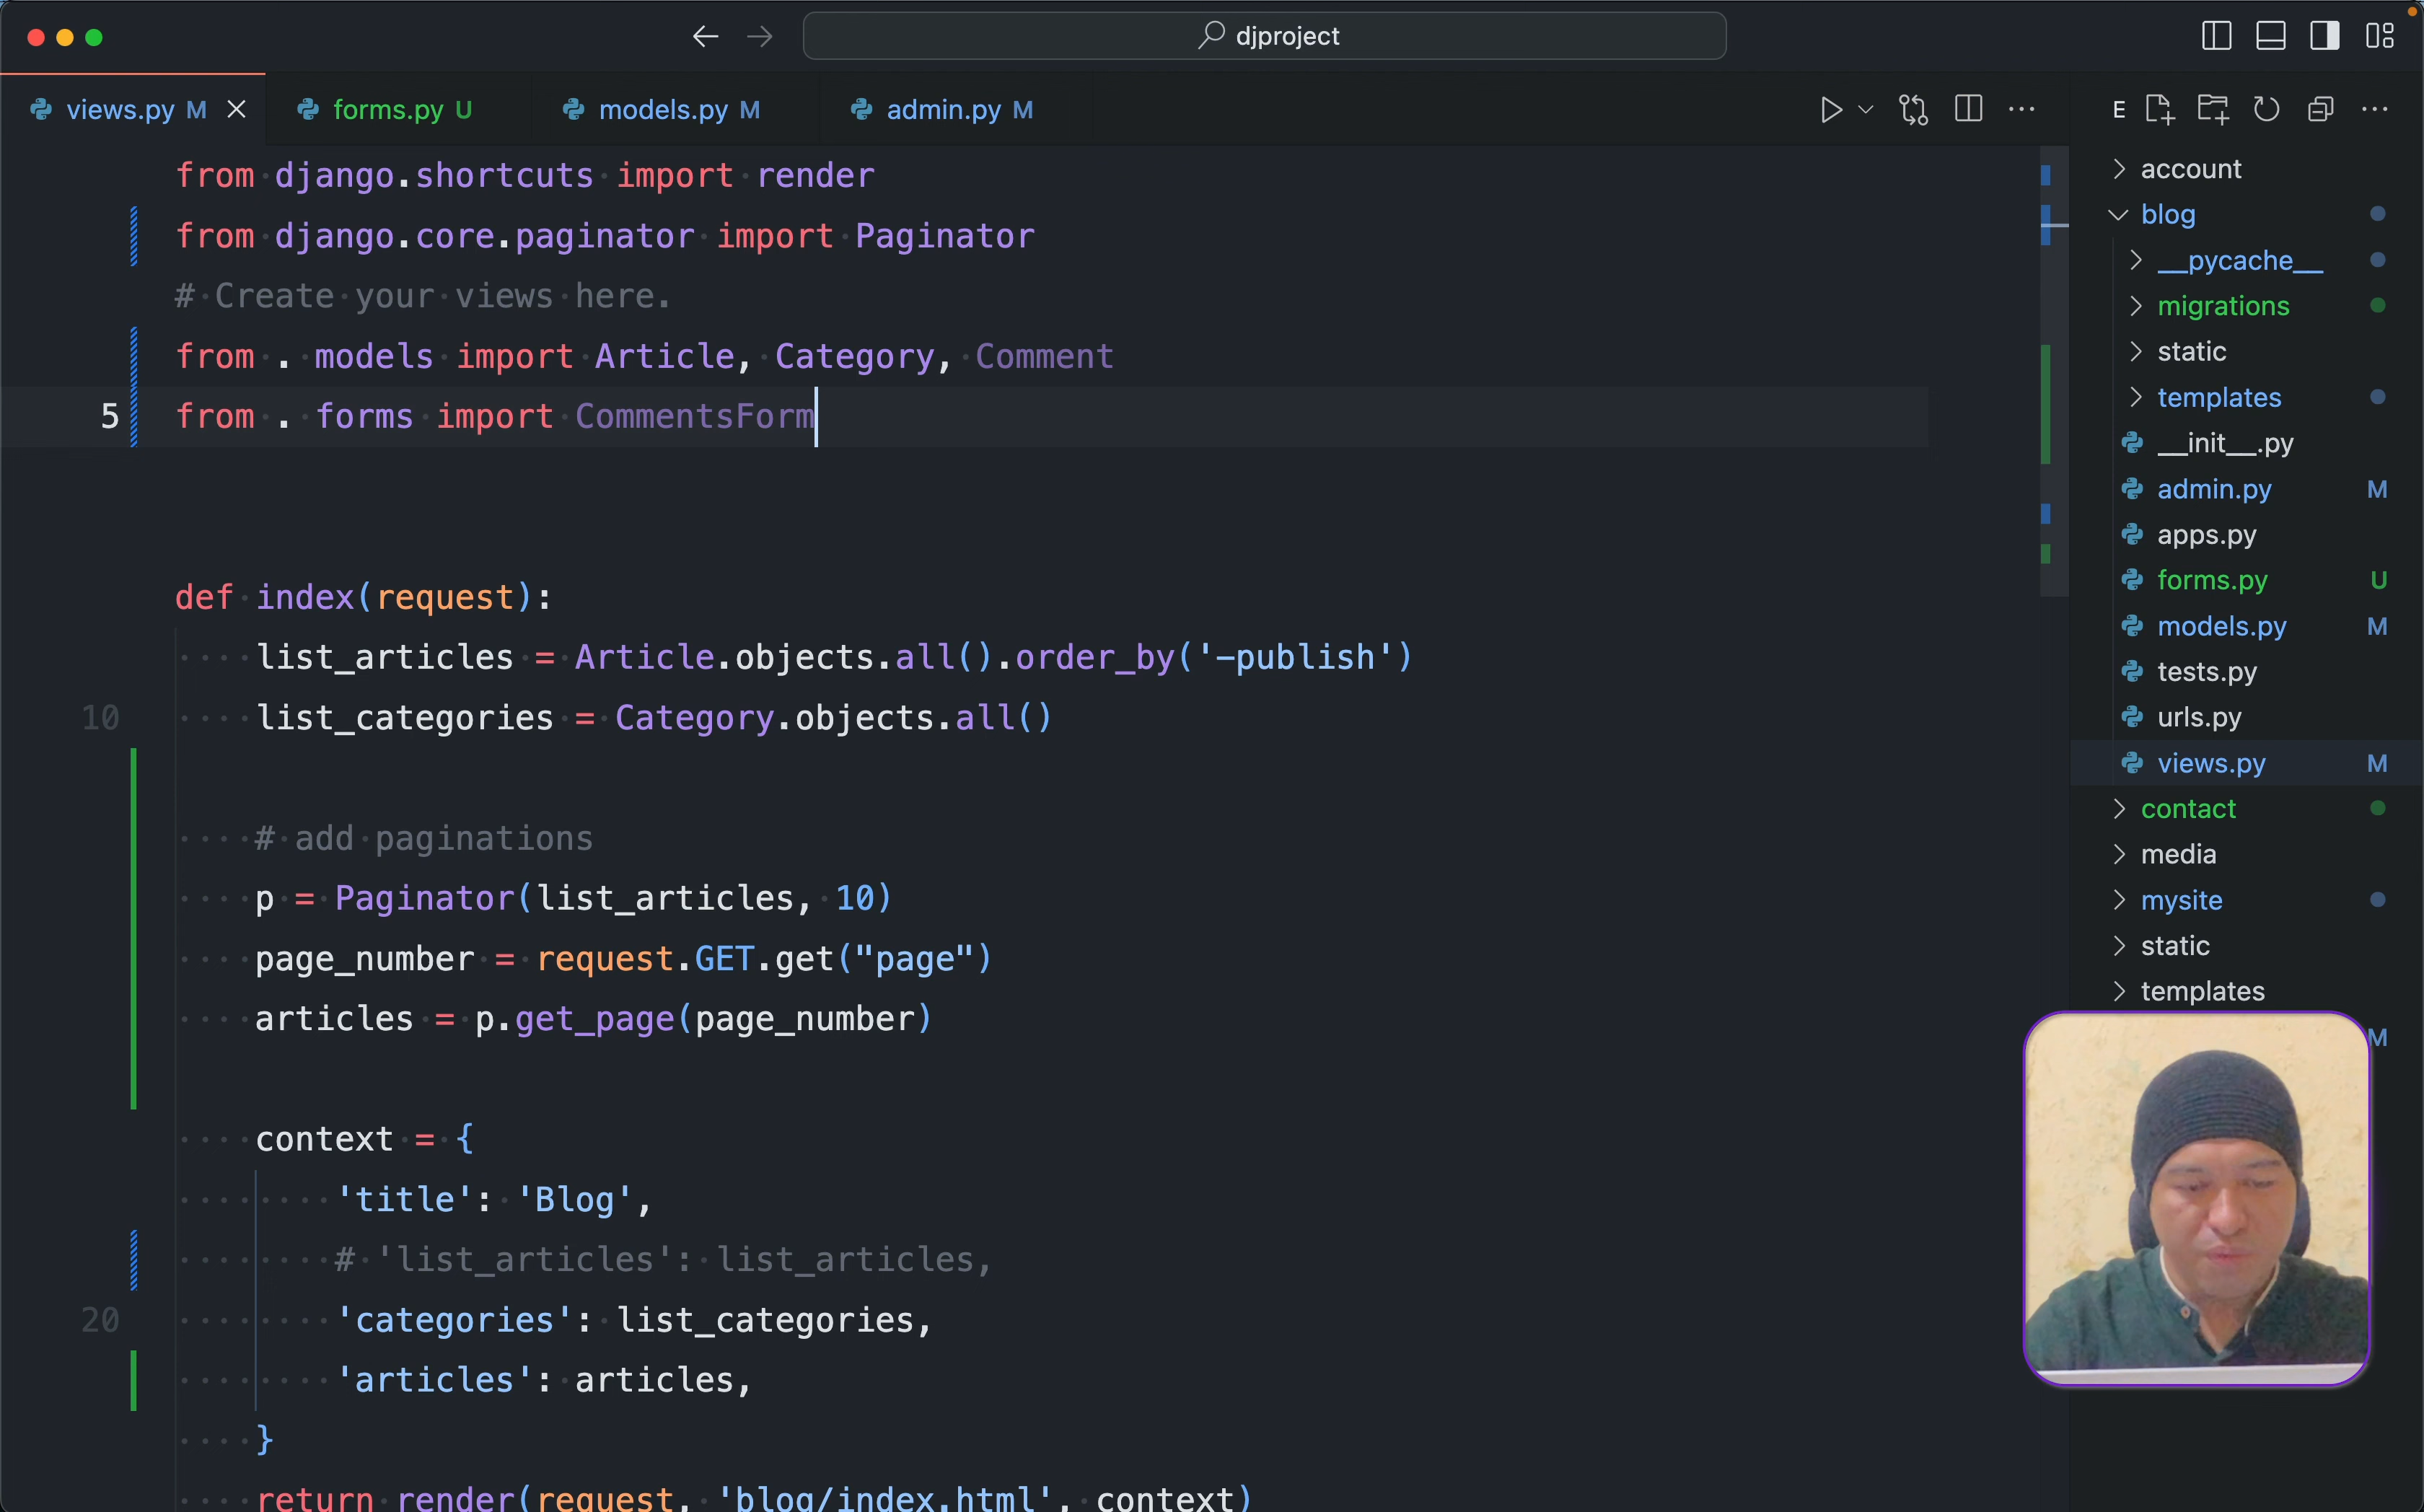 djproject
views.py M
forms.py U
models.py M
admin.py M
E
from django.shortcuts import render
from django.core.paginator import Paginator
# Create your views here.
from . models import Article, Category, Comment
5 from . forms import CommentsForm
def index(request):
list_articles = Article.objects.all().order_by('-publish')
10 list_categories = Category.objects.all()
# add paginations
p = Paginator(list_articles, 10)
page_number = request.GET.get("page")
articles = p.get_page(page_number)
context = {
'title': 'Blog',
# 'list_articles': list_articles,
20 'categories': list_categories,
'articles': articles,
}
return render(request, 'blog/index.html', context)
account
blog
__pycache__
migrations
static
templates
__init__.py
admin.py M
apps.py
forms.py U
models.py M
tests.py
urls.py
views.py M
contact
media
mysite
static
templates
M